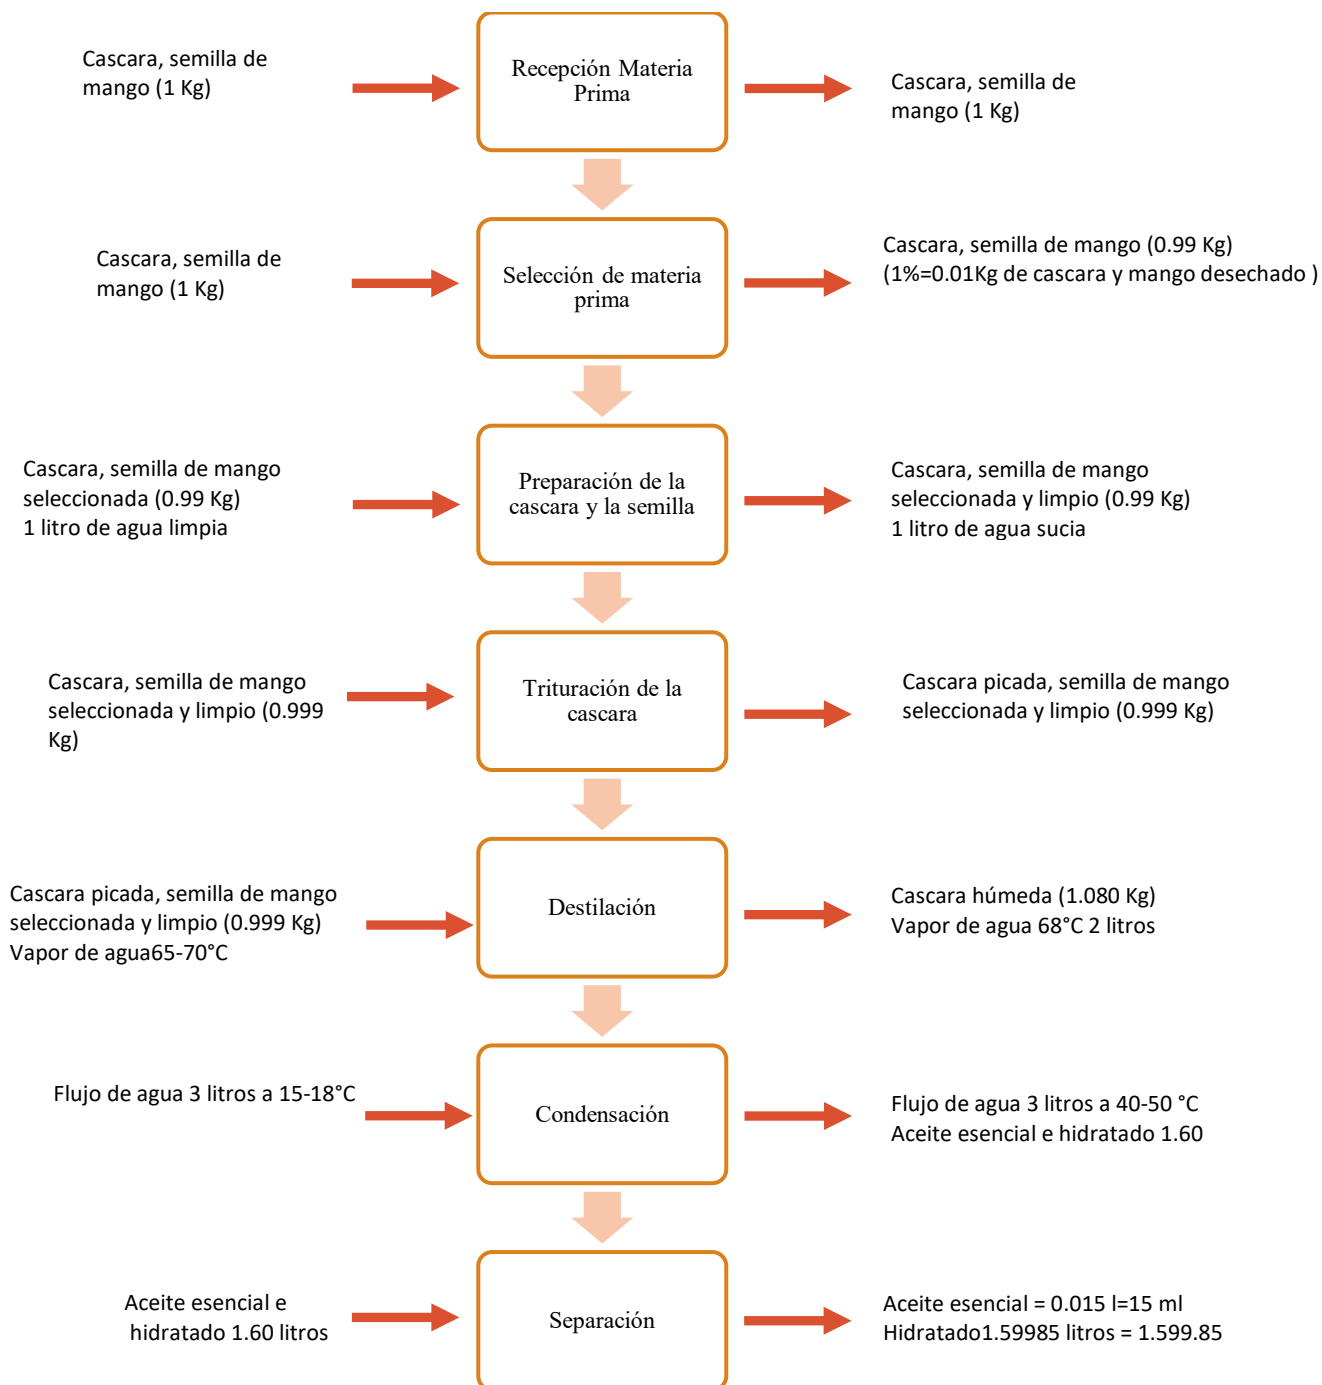 Cascara, semilla de
mango (1 Kg)
Recepción Materia
Prima
Cascara, semilla de
mango (1 Kg)
Cascara, semilla de
mango (1 Kg)
Selección de materia
prima
Cascara, semilla de mango (0.99 Kg)
(1%=0.01Kg de cascara y mango desechado )
Cascara, semilla de mango
seleccionada (0.99 Kg)
1 litro de agua limpia
Preparación de la
cascara y la semilla
Cascara, semilla de mango
seleccionada y limpio (0.99 Kg)
1 litro de agua sucia
Cascara, semilla de mango
seleccionada y limpio (0.999
Kg)
Trituración de la
cascara
Cascara picada, semilla de mango
seleccionada y limpio (0.999 Kg)
Cascara picada, semilla de mango
seleccionada y limpio (0.999 Kg)
Vapor de agua65-70°C
Destilación
Cascara húmeda (1.080 Kg)
Vapor de agua 68°C 2 litros
Flujo de agua 3 litros a 15-18°C
Condensación
Flujo de agua 3 litros a 40-50 °C
Aceite esencial e hidratado 1.60
Aceite esencial e
hidratado 1.60 litros
Separación
Aceite esencial = 0.015 l=15 ml
Hidratado1.59985 litros = 1.599.85